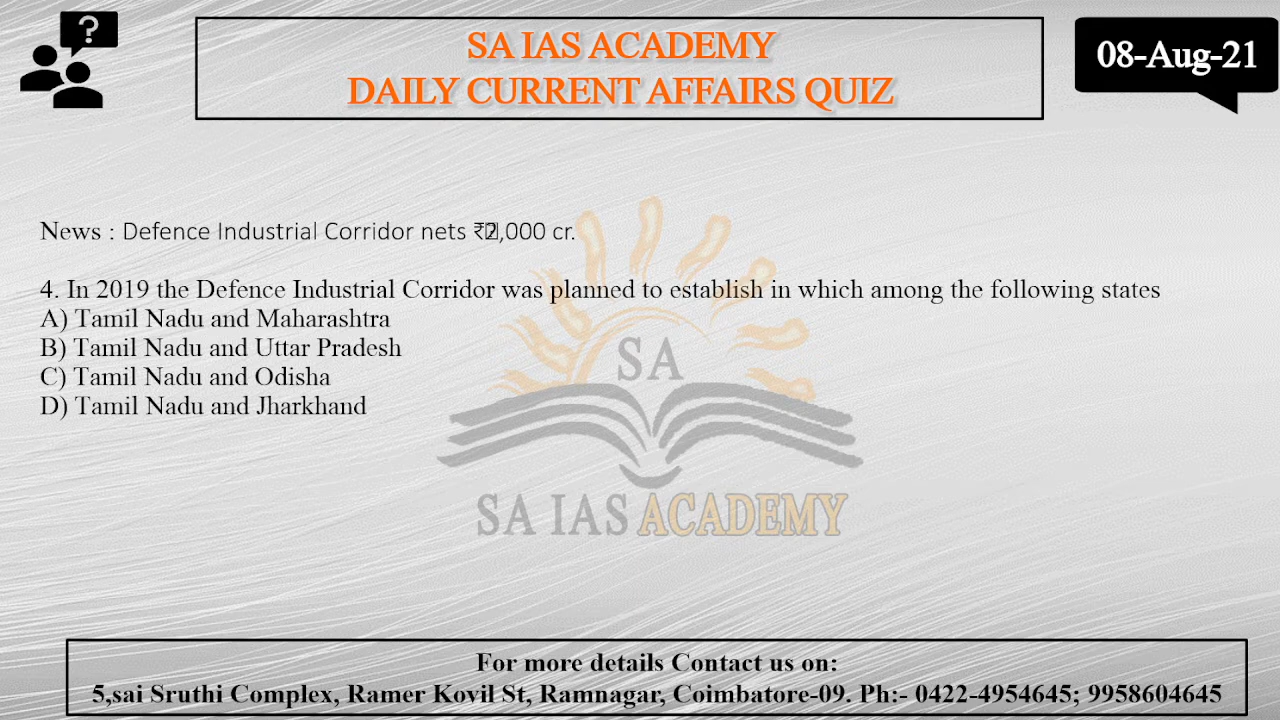 ?
SA IAS ACADEMY
DAILY CURRENT AFFAIRS QUIZ
08-Aug-21
News : Defence Industrial Corridor nets ₹2,000 cr.
4. In 2019 the Defence Industrial Corridor was planned to establish in which among the following states
A) Tamil Nadu and Maharashtra
B) Tamil Nadu and Uttar Pradesh
C) Tamil Nadu and Odisha
D) Tamil Nadu and Jharkhand
SA
SA IAS ACADEMY
For more details Contact us on:
5,sai Sruthi Complex, Ramer Kovil St, Ramnagar, Coimbatore-09. Ph:- 0422-4954645; 9958604645